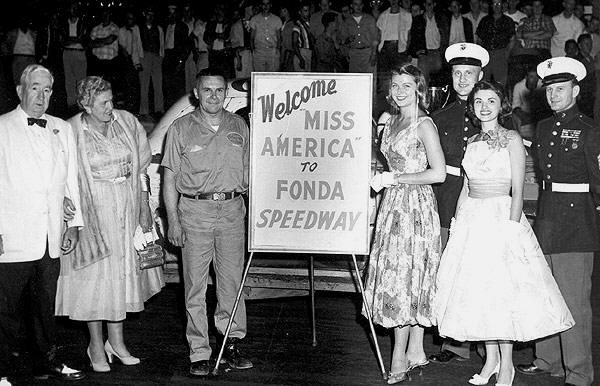 Welcome
"MISS
AMERICA"
TO
FONDA
SPEEDWAY